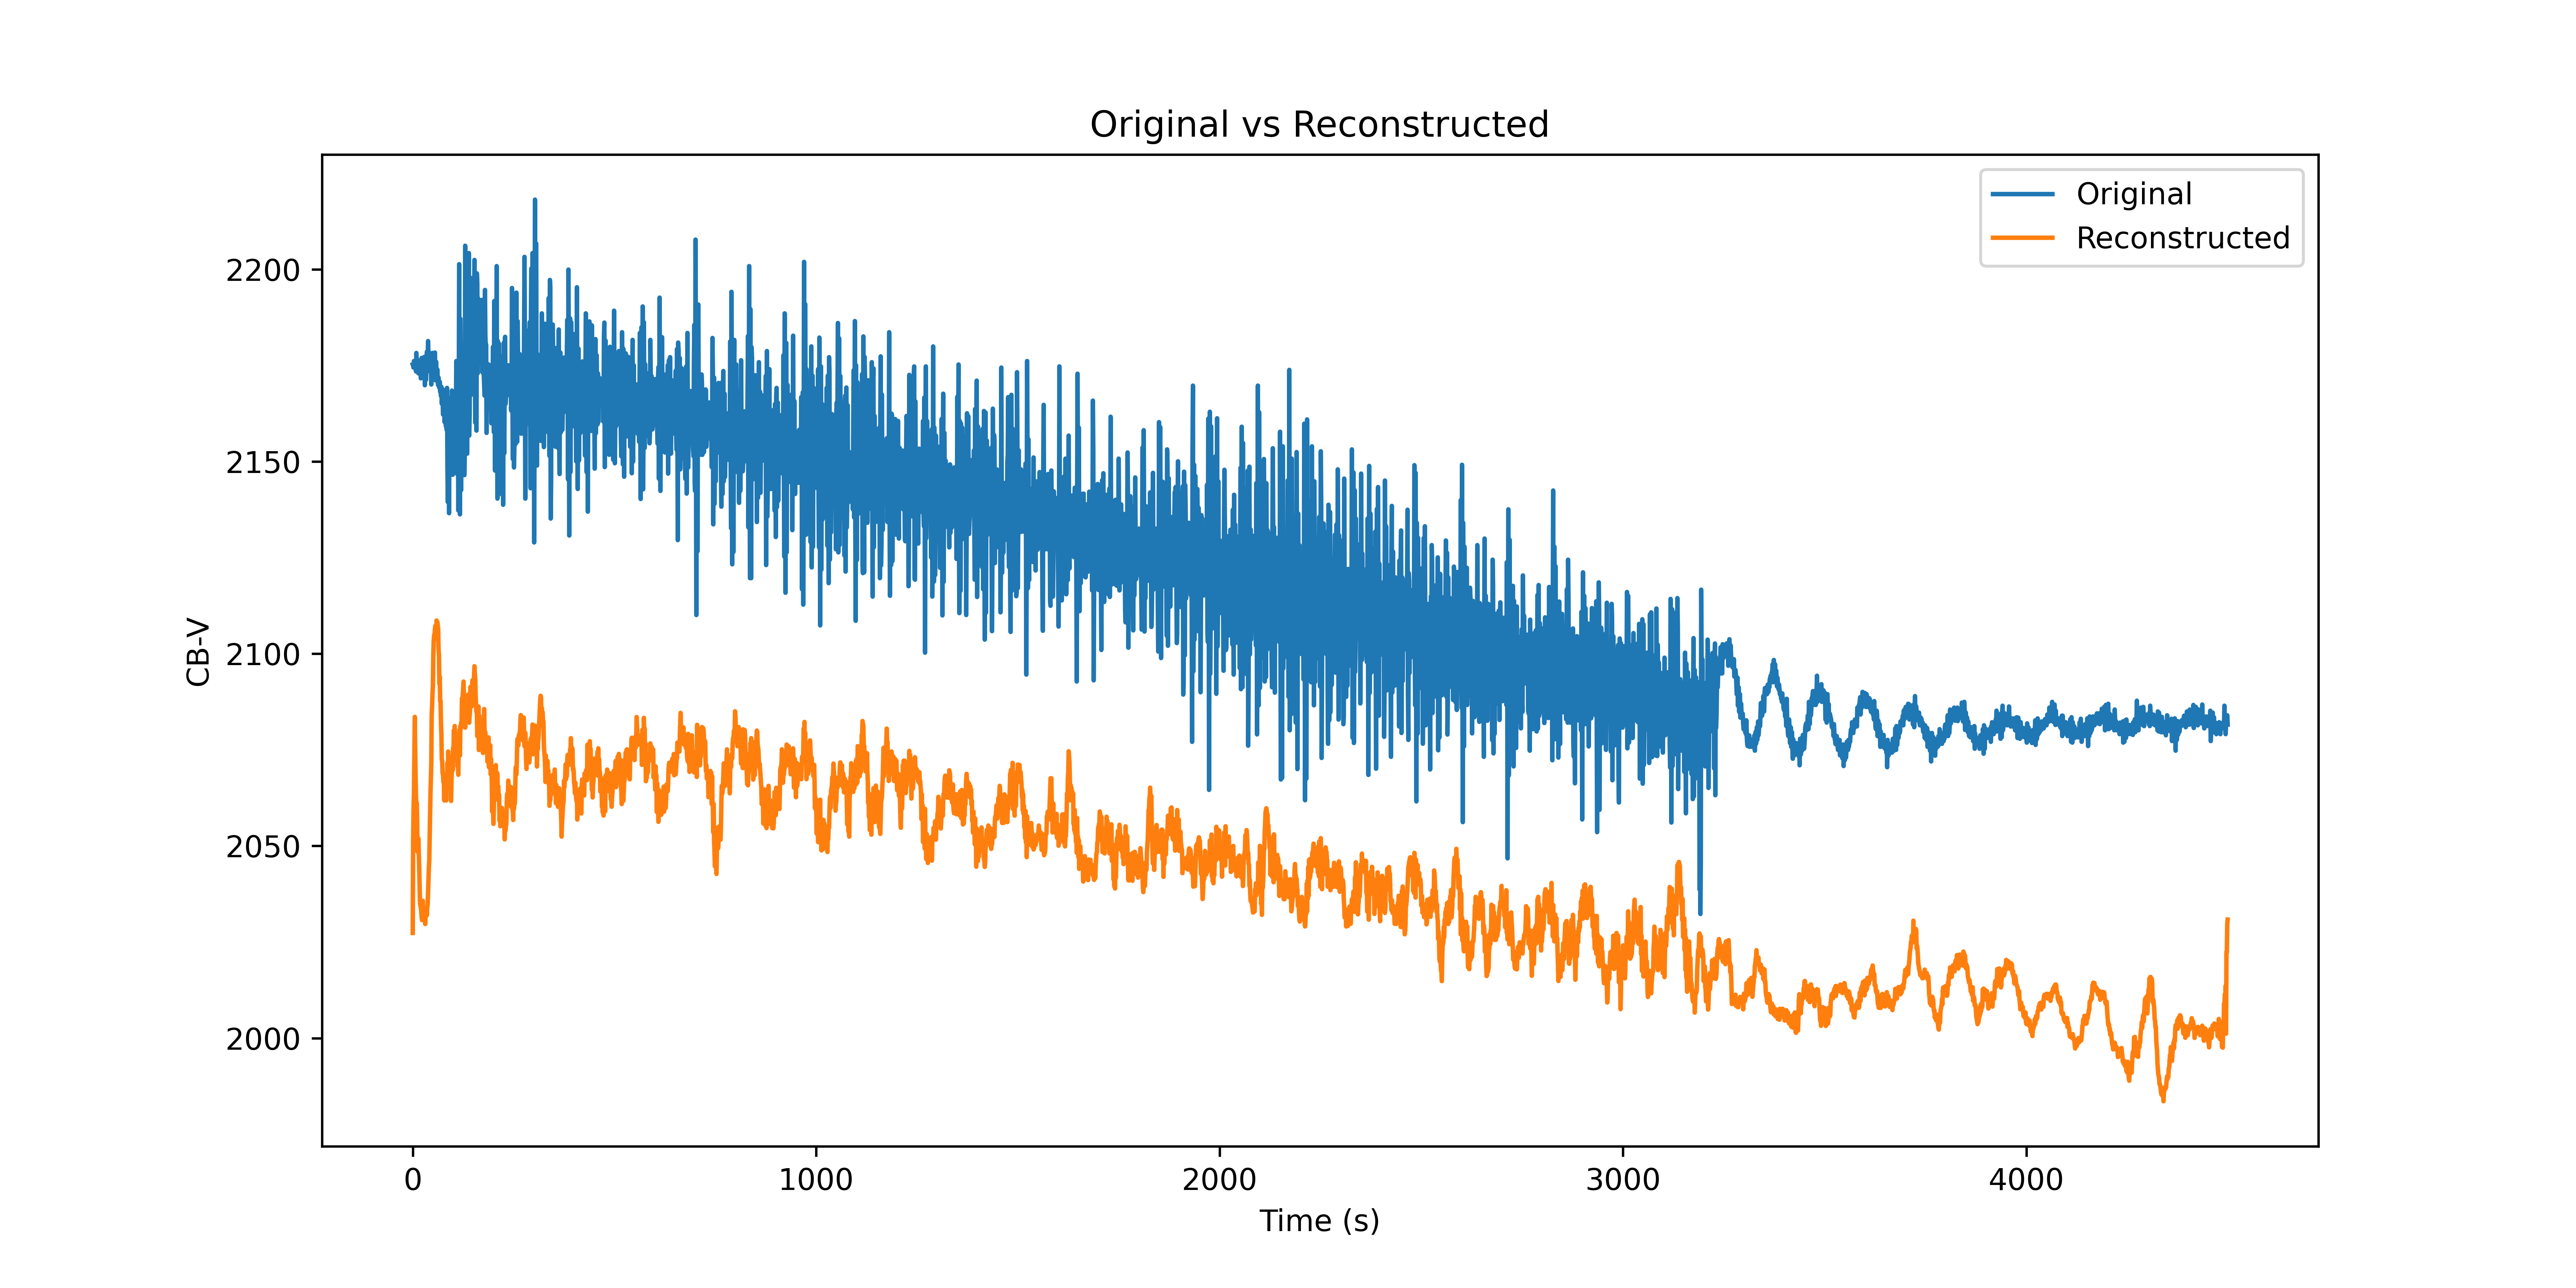 Original vs Reconstructed
Original
Reconstructed
2200
2150
2100
2050
2000
CB-V
0 1000 2000 3000 4000
Time (s)